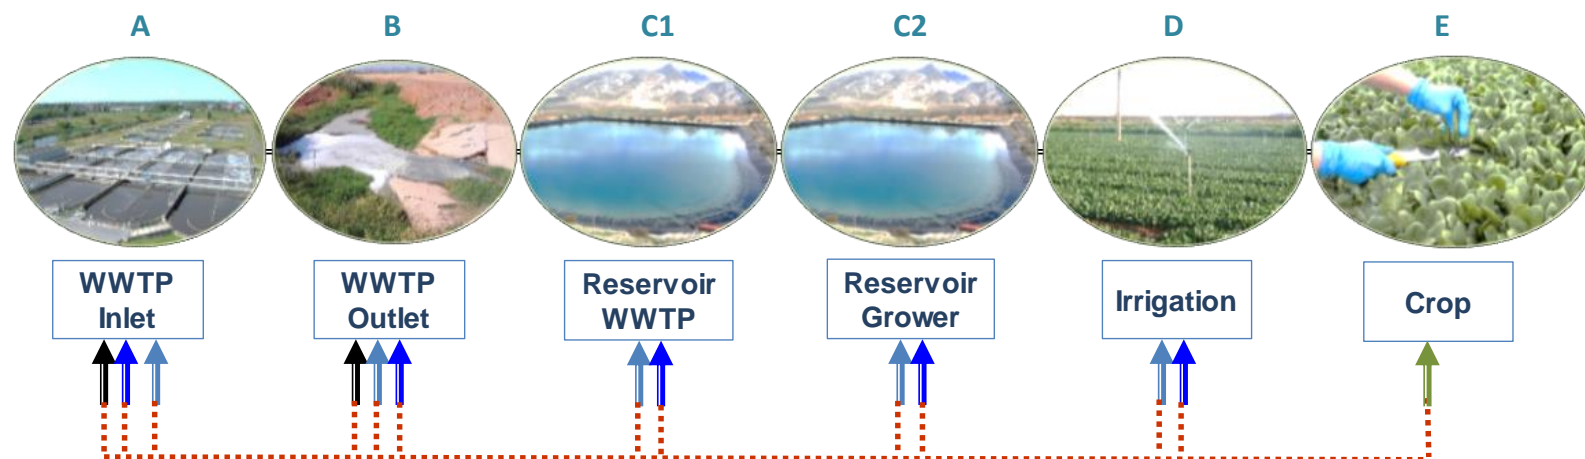 A
B
C1
C2
D
E
WWTP
Inlet
WWTP
Outlet
Reservoir
WWTP
Reservoir
Grower
Irrigation
Crop